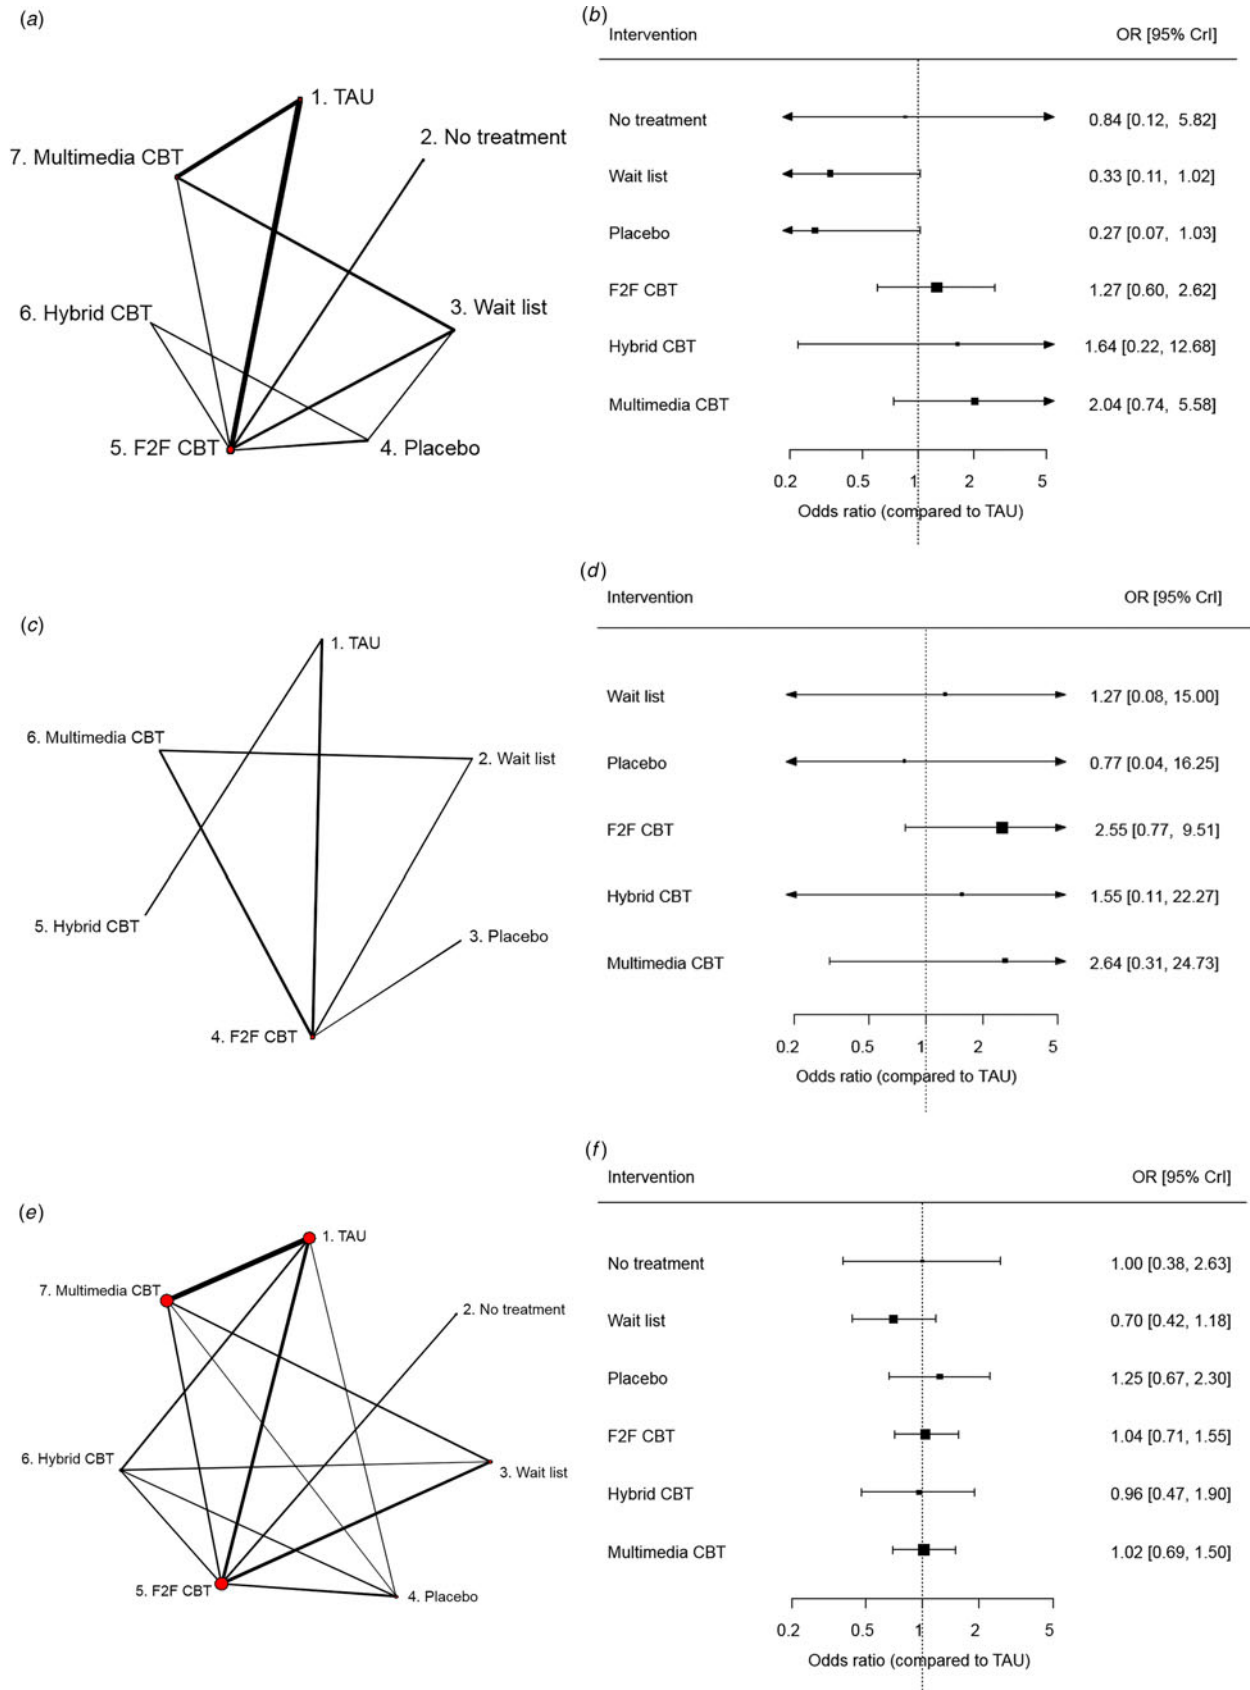 (a)
1. TAU
2. No treatment
7. Multimedia CBT
6. Hybrid CBT
3. Wait list
5. F2F CBT
4. Placebo
(b)
Intervention OR [95% CrI]
No treatment 0.84 [0.12, 5.82]
Wait list 0.33 [0.11, 1.02]
Placebo 0.27 [0.07, 1.03]
F2F CBT 1.27 [0.60, 2.62]
Hybrid CBT 1.64 [0.22, 12.68]
Multimedia CBT 2.04 [0.74, 5.58]
0.2 0.5 1 2 5
Odds ratio (compared to TAU)
(c)
1. TAU
6. Multimedia CBT
2. Wait list
5. Hybrid CBT
3. Placebo
4. F2F CBT
(d)
Intervention OR [95% CrI]
Wait list 1.27 [0.08, 15.00]
Placebo 0.77 [0.04, 16.25]
F2F CBT 2.55 [0.77, 9.51]
Hybrid CBT 1.55 [0.11, 22.27]
Multimedia CBT 2.64 [0.31, 24.73]
0.2 0.5 1 2 5
Odds ratio (compared to TAU)
(e)
1. TAU
7. Multimedia CBT
2. No treatment
6. Hybrid CBT
3. Wait list
5. F2F CBT
4. Placebo
(f)
Intervention OR [95% CrI]
No treatment 1.00 [0.38, 2.63]
Wait list 0.70 [0.42, 1.18]
Placebo 1.25 [0.67, 2.30]
F2F CBT 1.04 [0.71, 1.55]
Hybrid CBT 0.96 [0.47, 1.90]
Multimedia CBT 1.02 [0.69, 1.50]
0.2 0.5 1 2 5
Odds ratio (compared to TAU)